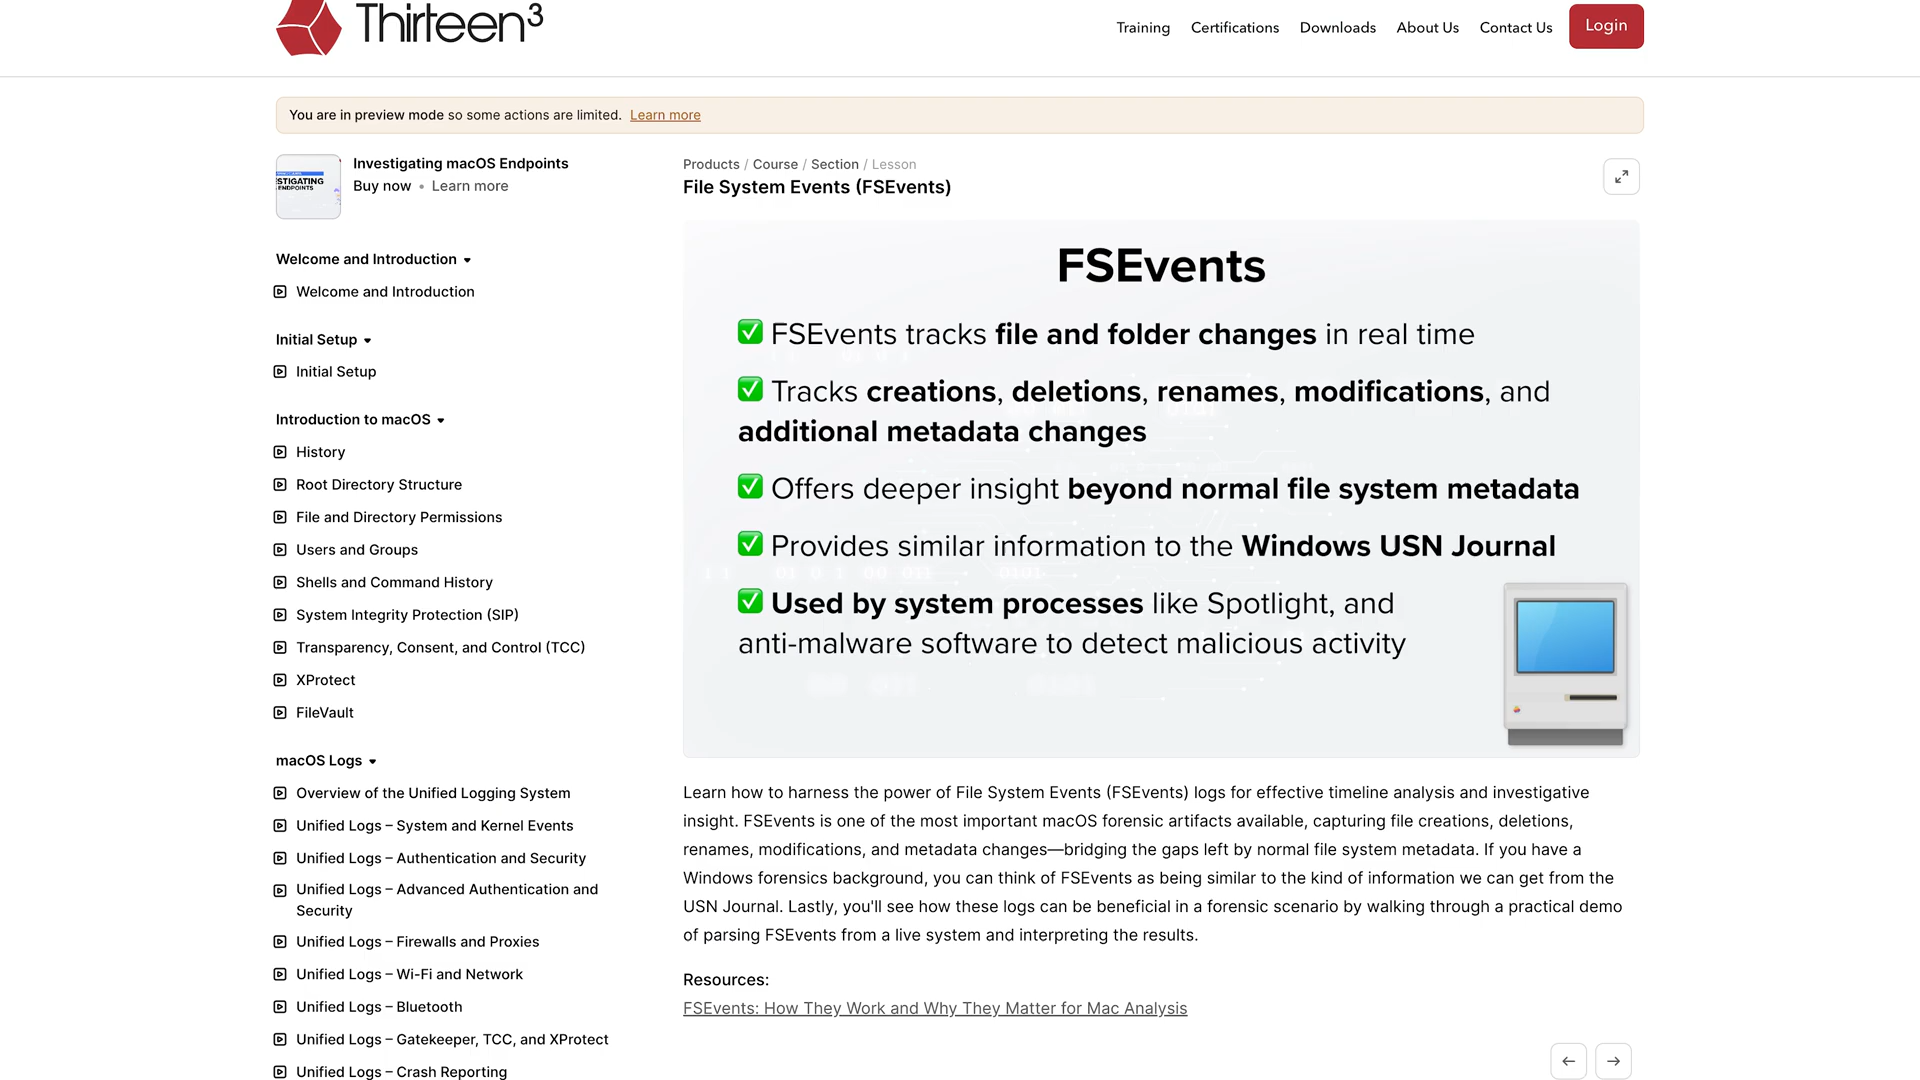 Thirteen³
Training
Certifications
Downloads
About Us
Contact Us
Login
You are in preview mode so some actions are limited. Learn more
STIGATING
ENDPOINTS
Investigating macOS Endpoints
Buy now • Learn more
Welcome and Introduction
Welcome and Introduction
Initial Setup
Initial Setup
Introduction to macOS
History
Root Directory Structure
File and Directory Permissions
Users and Groups
Shells and Command History
System Integrity Protection (SIP)
Transparency, Consent, and Control (TCC)
XProtect
FileVault
macOS Logs
Overview of the Unified Logging System
Unified Logs – System and Kernel Events
Unified Logs – Authentication and Security
Unified Logs – Advanced Authentication and
Security
Unified Logs – Firewalls and Proxies
Unified Logs – Wi-Fi and Network
Unified Logs – Bluetooth
Unified Logs – Gatekeeper, TCC, and XProtect
Unified Logs – Crash Reporting
Products / Course / Section / Lesson
File System Events (FSEvents)
FSEvents
✅ FSEvents tracks file and folder changes in real time
✅ Tracks creations, deletions, renames, modifications, and
additional metadata changes
✅ Offers deeper insight beyond normal file system metadata
✅ Provides similar information to the Windows USN Journal
✅ Used by system processes like Spotlight, and
anti-malware software to detect malicious activity
Learn how to harness the power of File System Events (FSEvents) logs for effective timeline analysis and investigative
insight. FSEvents is one of the most important macOS forensic artifacts available, capturing file creations, deletions,
renames, modifications, and metadata changes—bridging the gaps left by normal file system metadata. If you have a
Windows forensics background, you can think of FSEvents as being similar to the kind of information we can get from the
USN Journal. Lastly, you'll see how these logs can be beneficial in a forensic scenario by walking through a practical demo
of parsing FSEvents from a live system and interpreting the results.
Resources:
FSEvents: How They Work and Why They Matter for Mac Analysis